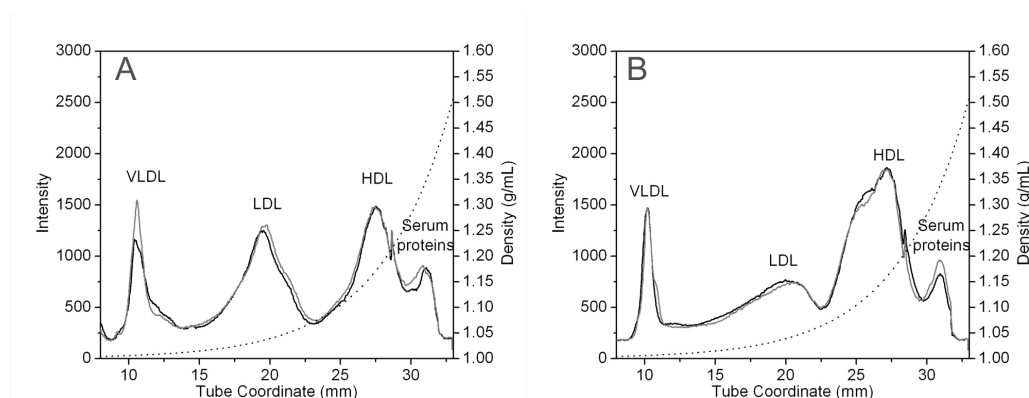 A
3000
2500
2000
1500
1000
500
0
Intensity
VLDL
LDL
HDL
Serum
proteins
1.60
1.55
1.50
1.45
1.40
1.35
1.30
1.25
1.20
1.15
1.10
1.05
1.00
Density (g/mL)
10 15 20 25 30
Tube Coordinate (mm)
B
3000
2500
2000
1500
1000
500
0
Intensity
VLDL
LDL
HDL
Serum
proteins
1.60
1.55
1.50
1.45
1.40
1.35
1.30
1.25
1.20
1.15
1.10
1.05
1.00
Density (g/mL)
10 15 20 25 30
Tube Coordinate (mm)